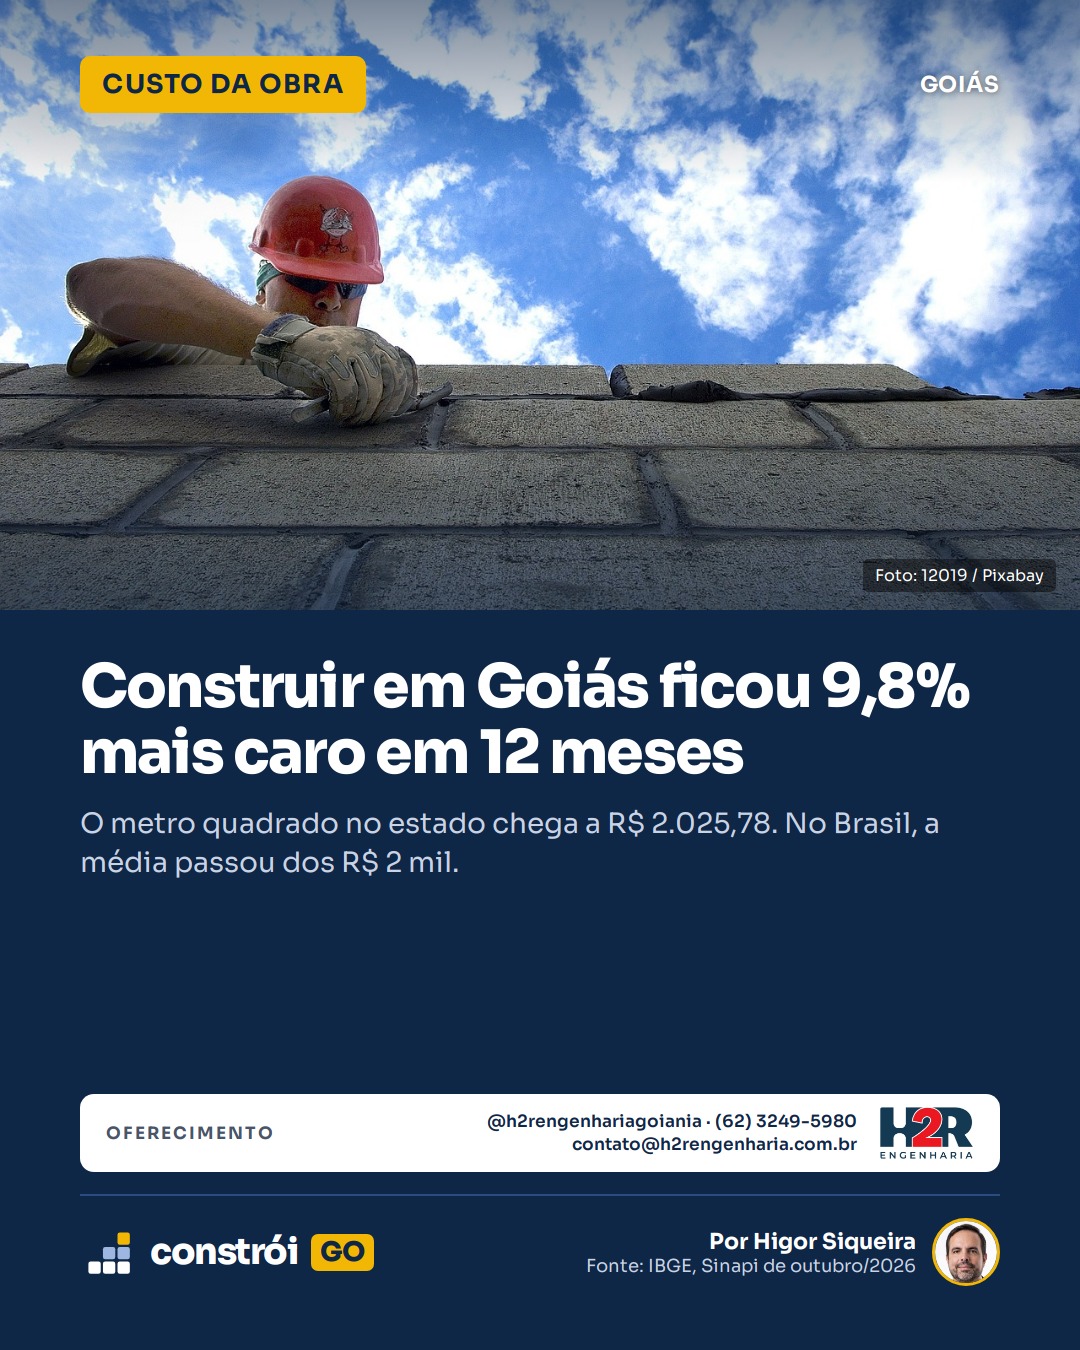 CUSTO DA OBRA
GOIÁS
Foto: 12019 / Pixabay
Construir em Goiás ficou 9,8%
mais caro em 12 meses
O metro quadrado no estado chega a R$ 2.025,78. No Brasil, a
média passou dos R$ 2 mil.
OFERECIMENTO
@h2rengenhariagoiania · (62) 3249-5980
contato@h2rengenharia.com.br
H2R
ENGENHARIA
constrói GO
Por Higor Siqueira
Fonte: IBGE, Sinapi de outubro/2026